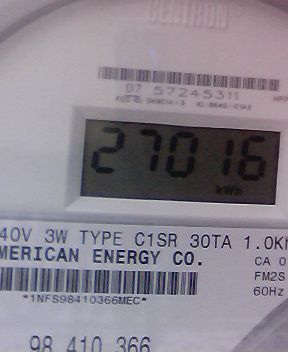 CENTRON
07 57245311
27016
kWh
40V 3W TYPE C1SR 30TA 1.0Kh
MERICAN ENERGY CO.
CA 0
FM2S
60Hz
*1NFS98410366MEC*
98 410 366